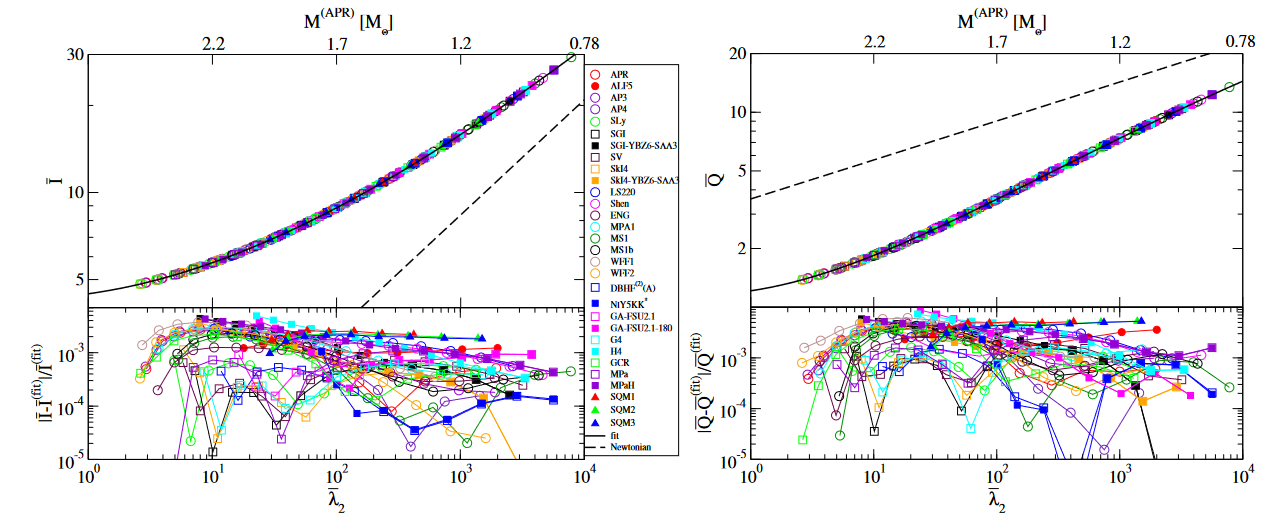 M^(APR) [M_⊙]
2.2 1.7 1.2 0.78
30
10
5
Ī
10^-3
10^-4
10^-5
|Ī-Ī^(fit)|/Ī^(fit)
10^0 10^1 10^2 10^3 10^4
λ̄_2
APR
ALF5
AP3
AP4
SLy
SGI
SGI-YBZ6-SAA3
SV
SkI4
SkI4-YBZ6-SAA3
LS220
Shen
ENG
MPA1
MS1
MS1b
WFF1
WFF2
DBHF^(2)(A)
NlY5KK*
GA-FSU2.1
GA-FSU2.1-180
G4
H4
GCR
MPa
MPaH
SQM1
SQM2
SQM3
fit
Newtonian
M^(APR) [M_⊙]
2.2 1.7 1.2 0.78
20
10
5
2
Q̄
10^-3
10^-4
10^-5
|Q̄-Q̄^(fit)|/Q̄^(fit)
10^0 10^1 10^2 10^3 10^4
λ̄_2